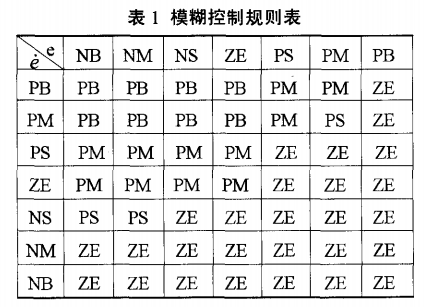 表 1 模糊控制规则表
e ė NB NM NS ZE PS PM PB
PB PB PB PB PB PM PM ZE
PM PB PB PB PB PM PS ZE
PS PM PM PM PM ZE ZE ZE
ZE PM PM PM PM ZE ZE ZE
NS PS PS ZE ZE ZE ZE ZE
NM ZE ZE ZE ZE ZE ZE ZE
NB ZE ZE ZE ZE ZE ZE ZE